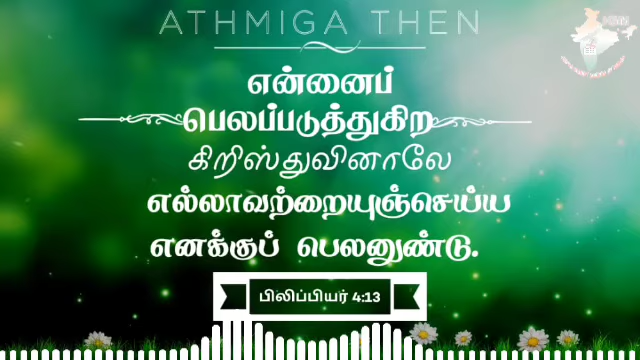 ATHMIGA THEN
என்னைப்
பெலப்படுத்துகிற
கிறிஸ்துவினாலே
எல்லாவற்றையுஞ்செய்ய
எனக்குப் பெலனுண்டு.
பிலிப்பியர் 4:13